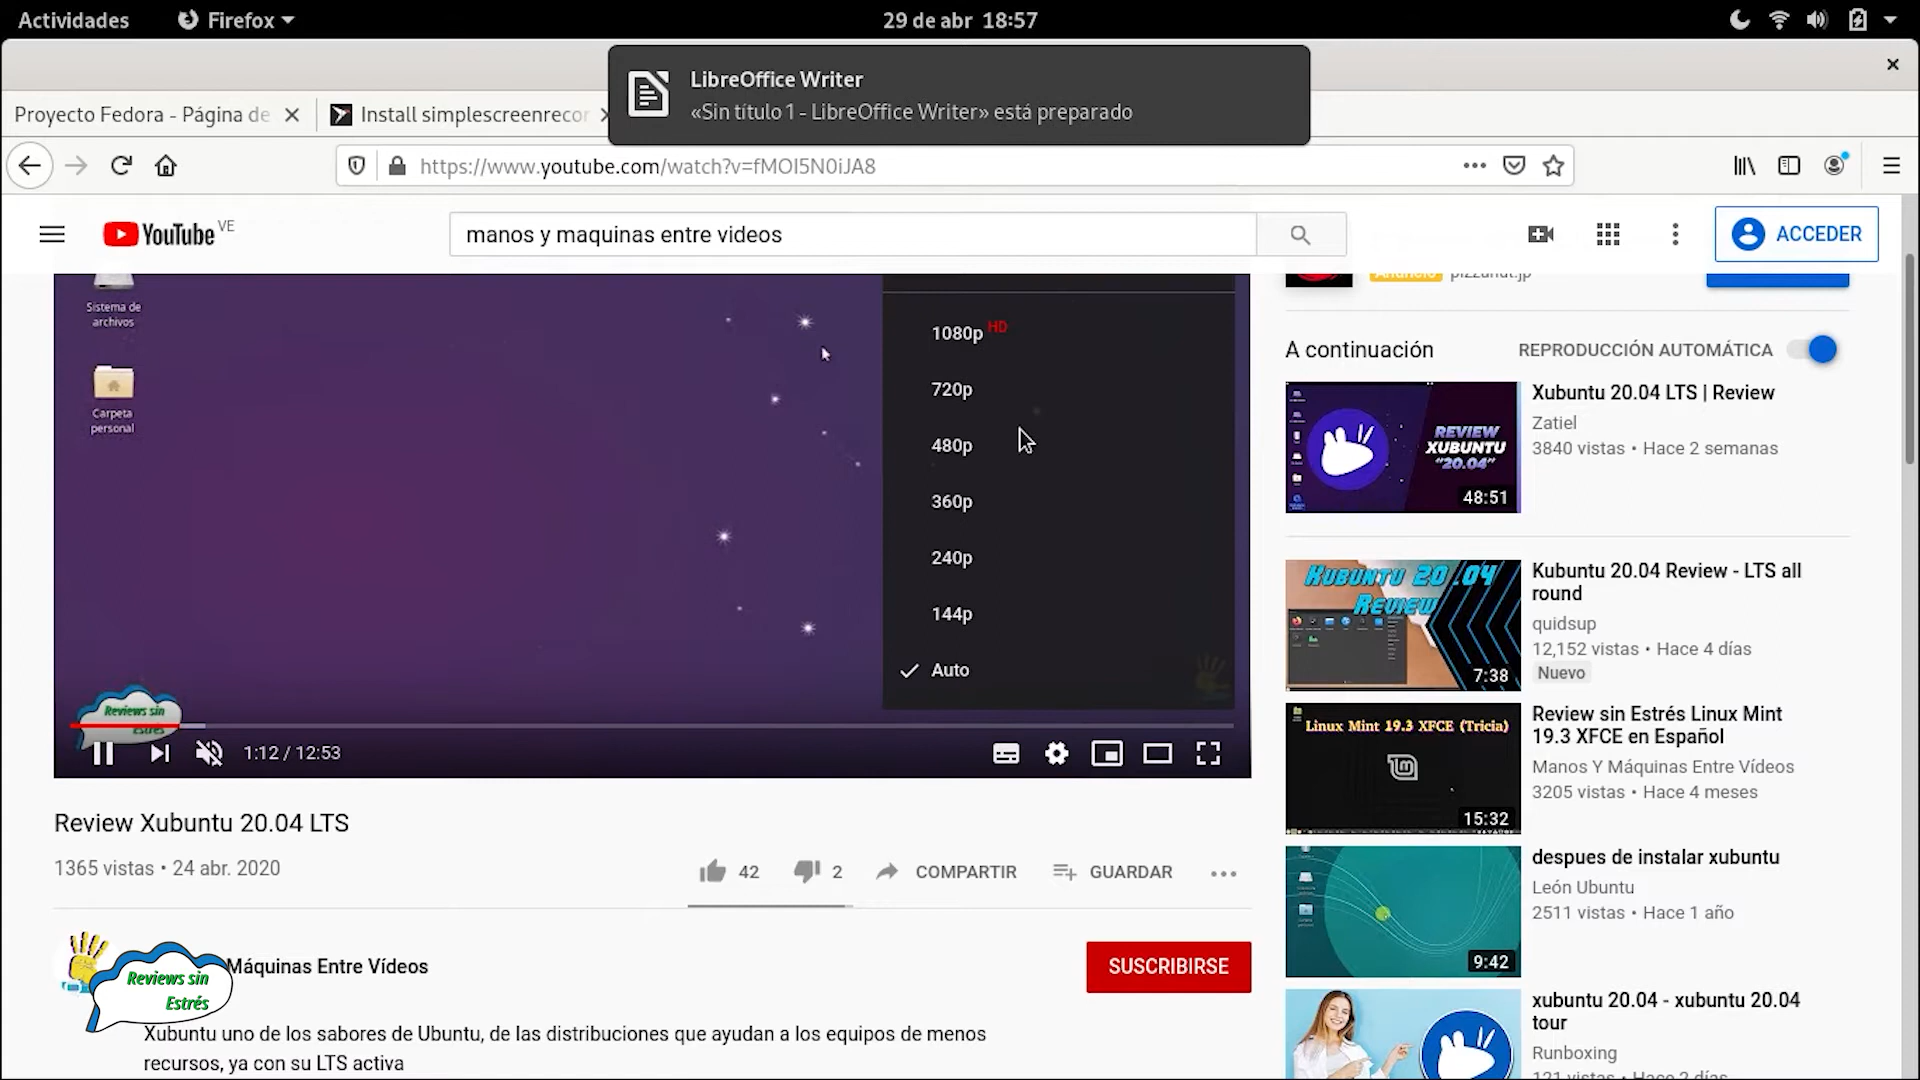 Actividades
Firefox
29 de abr 18:57
LibreOffice Writer
«Sin título 1 - LibreOffice Writer» está preparado
Proyecto Fedora - Página de
Install simplescreenrecor
https://www.youtube.com/watch?v=fMOI5N0iJA8
YouTube VE
manos y maquinas entre videos
ACCEDER
Sistema de
archivos
Carpeta
personal
1080p HD
720p
480p
360p
240p
144p
Auto
Reviews sin
Estrés
1:12 / 12:53
Review Xubuntu 20.04 LTS
1365 vistas • 24 abr. 2020
42
2
COMPARTIR
GUARDAR
Máquinas Entre Vídeos
Reviews sin
Estrés
SUSCRIBIRSE
Xubuntu uno de los sabores de Ubuntu, de las distribuciones que ayudan a los equipos de menos
recursos, ya con su LTS activa
Anuncio
pizzahut.jp
A continuación
REPRODUCCIÓN AUTOMÁTICA
REVIEW
XUBUNTU
"20.04"
48:51
Xubuntu 20.04 LTS | Review
Zatiel
3840 vistas • Hace 2 semanas
KUBUNTU 20.04
REVIEW
7:38
Kubuntu 20.04 Review - LTS all
round
quidsup
12,152 vistas • Hace 4 días
Nuevo
Linux Mint 19.3 XFCE (Tricia)
15:32
Review sin Estrés Linux Mint
19.3 XFCE en Español
Manos Y Máquinas Entre Vídeos
3205 vistas • Hace 4 meses
9:42
despues de instalar xubuntu
León Ubuntu
2511 vistas • Hace 1 año
xubuntu 20.04 - xubuntu 20.04
tour
Runboxing
121 vistas • Hace 2 días